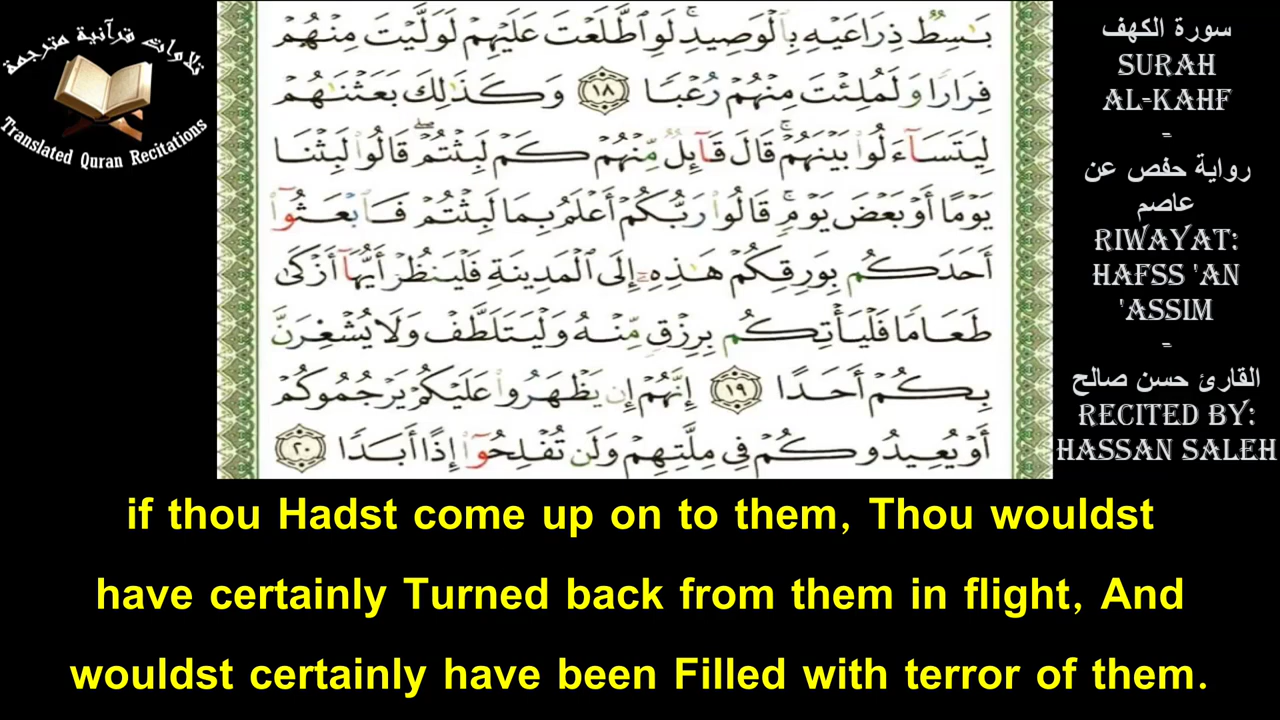 تلاوات قرآنية مترجمة
Translated Quran Recitations
بَٰسِطٌ ذِرَاعَيْهِ بِٱلْوَصِيدِ ۚ لَوِ ٱطَّلَعْتَ عَلَيْهِمْ لَوَلَّيْتَ مِنْهُمْ
فِرَارًا وَلَمُلِئْتَ مِنْهُمْ رُعْبًا ١٨ وَكَذَٰلِكَ بَعَثْنَٰهُمْ
لِيَتَسَآءَلُوا۟ بَيْنَهُمْ ۚ قَالَ قَآئِلٌ مِّنْهُمْ كَمْ لَبِثْتُمْ ۖ قَالُوا۟ لَبِثْنَا
يَوْمًا أَوْ بَعْضَ يَوْمٍ ۚ قَالُوا۟ رَبُّكُمْ أَعْلَمُ بِمَا لَبِثْتُمْ فَٱبْعَثُوٓا۟
أَحَدَكُم بِوَرِقِكُمْ هَٰذِهِۦٓ إِلَى ٱلْمَدِينَةِ فَلْيَنظُرْ أَيُّهَآ أَزْكَىٰ
طَعَامًا فَلْيَأْتِكُم بِرِزْقٍ مِّنْهُ وَلْيَتَلَطَّفْ وَلَا يُشْعِرَنَّ
بِكُمْ أَحَدًا ١٩ إِنَّهُمْ إِن يَظْهَرُوا۟ عَلَيْكُمْ يَرْجُمُوكُمْ
أَوْ يُعِيدُوكُمْ فِى مِلَّتِهِمْ وَلَن تُفْلِحُوٓا۟ إِذًا أَبَدًا ٢٠
سورة الكهف
SURAH
AL-KAHF
-
رواية حفص عن
عاصم
RIWAYAT:
HAFSS 'AN
'ASSIM
-
القارئ حسن صالح
RECITED BY:
HASSAN SALEH
if thou Hadst come up on to them, Thou wouldst
have certainly Turned back from them in flight, And
wouldst certainly have been Filled with terror of them.